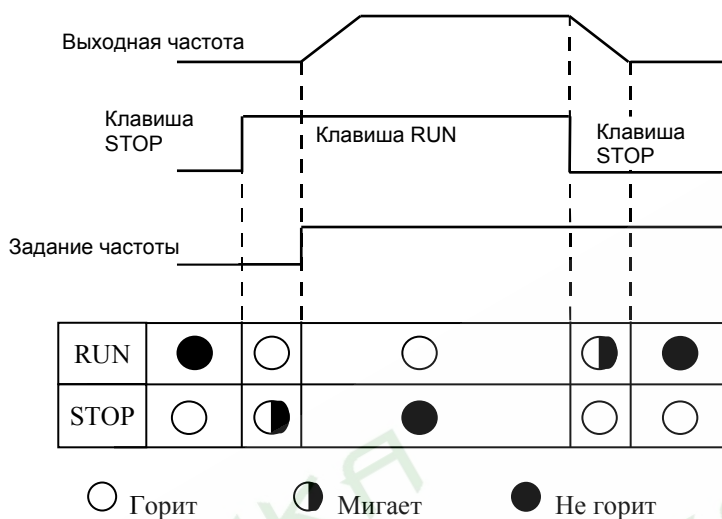 Выходная частота
Клавиша
STOP
Клавиша RUN
Клавиша
STOP
Задание частоты
RUN
STOP
Горит
Мигает
Не горит